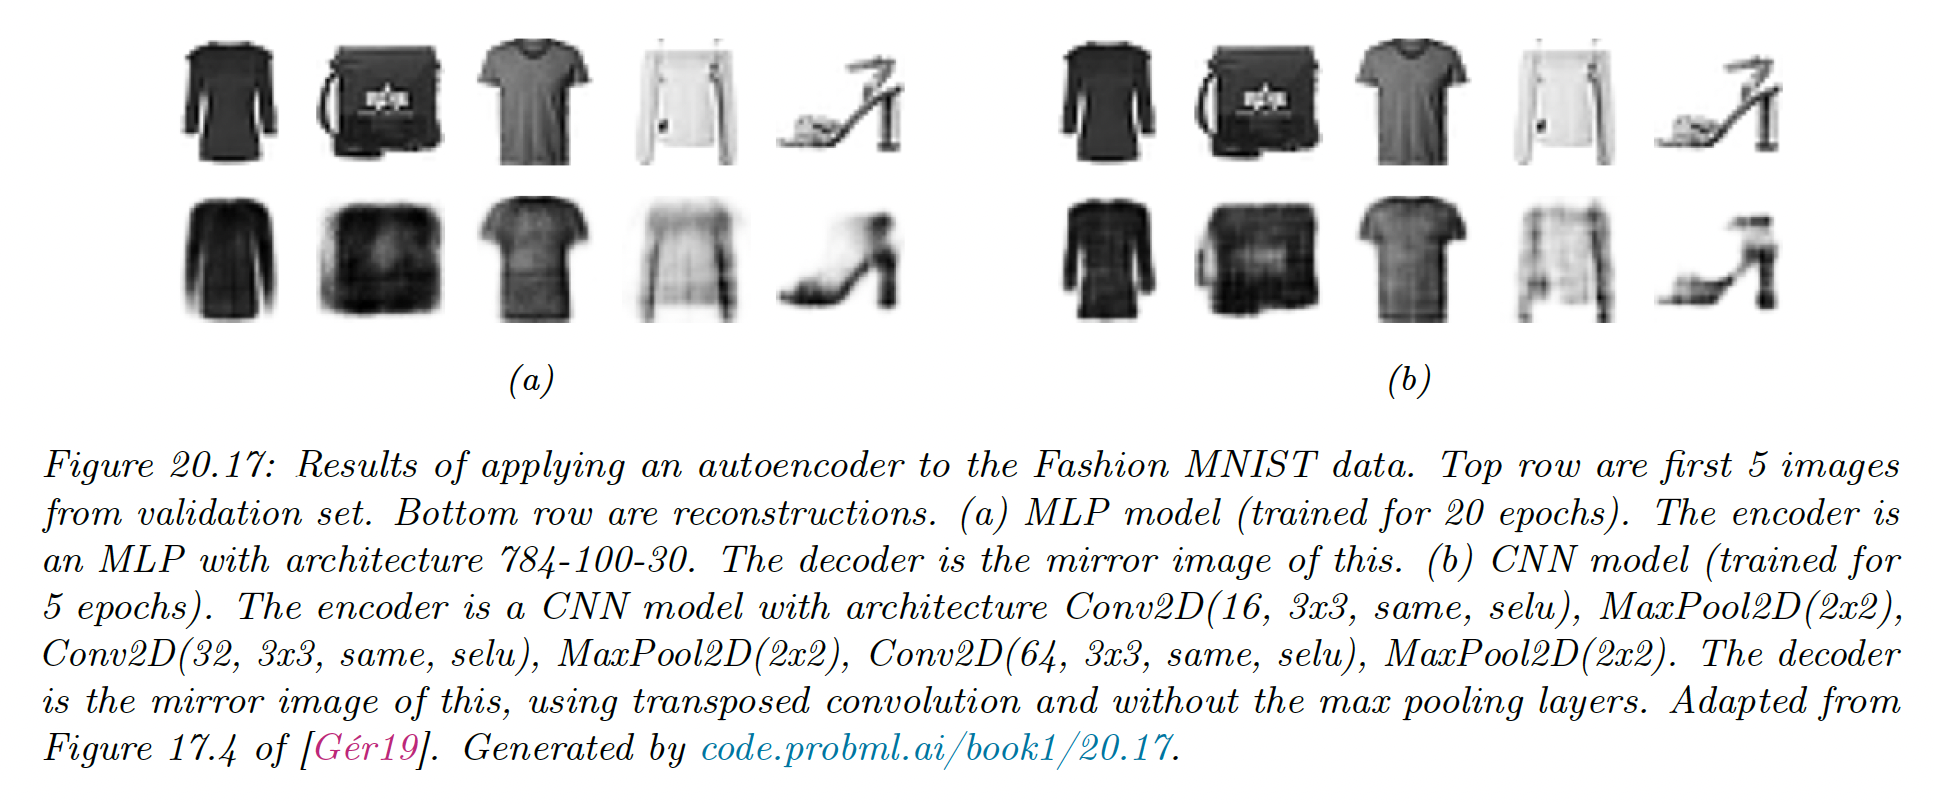 (a)
(b)
Figure 20.17: Results of applying an autoencoder to the Fashion MNIST data. Top row are first 5 images
from validation set. Bottom row are reconstructions. (a) MLP model (trained for 20 epochs). The encoder is
an MLP with architecture 784-100-30. The decoder is the mirror image of this. (b) CNN model (trained for
5 epochs). The encoder is a CNN model with architecture Conv2D(16, 3x3, same, selu), MaxPool2D(2x2),
Conv2D(32, 3x3, same, selu), MaxPool2D(2x2), Conv2D(64, 3x3, same, selu), MaxPool2D(2x2). The decoder
is the mirror image of this, using transposed convolution and without the max pooling layers. Adapted from
Figure 17.4 of [Gér19]. Generated by code.probml.ai/book1/20.17.